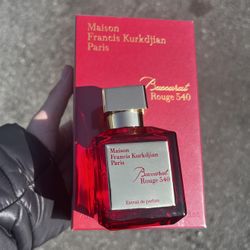 Maison
Francis Kurkdjian
Paris
Baccarat
Rouge 540
Maison
Francis Kurkdjian
Paris
Baccarat
Rouge 540
Extrait de parfum